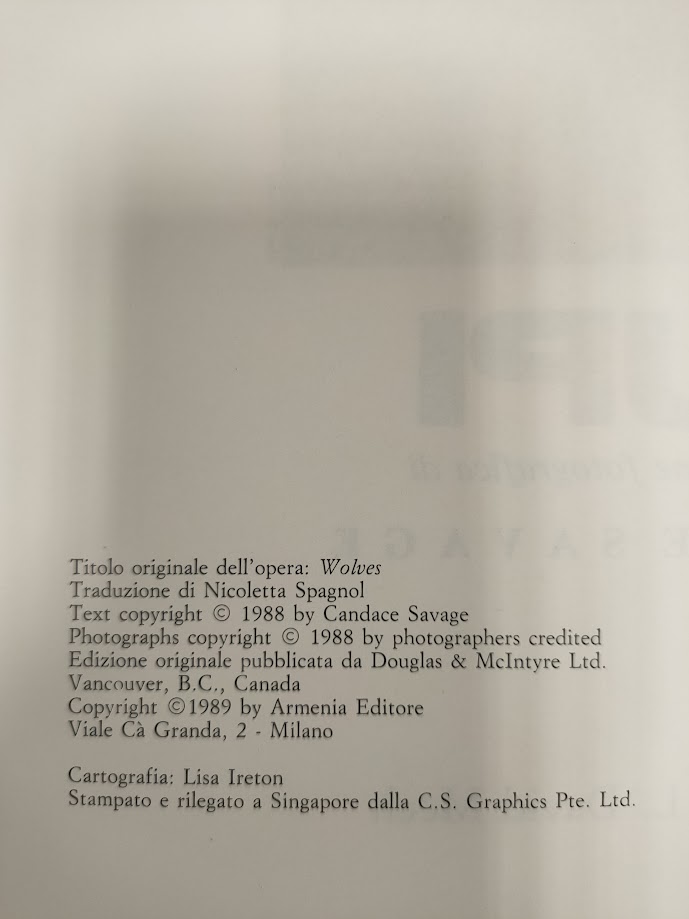 Titolo originale dell'opera: Wolves
Traduzione di Nicoletta Spagnol
Text copyright © 1988 by Candace Savage
Photographs copyright © 1988 by photographers credited
Edizione originale pubblicata da Douglas & McIntyre Ltd.
Vancouver, B.C., Canada
Copyright ©1989 by Armenia Editore
Viale Cà Granda, 2 - Milano
Cartografia: Lisa Ireton
Stampato e rilegato a Singapore dalla C.S. Graphics Pte. Ltd.